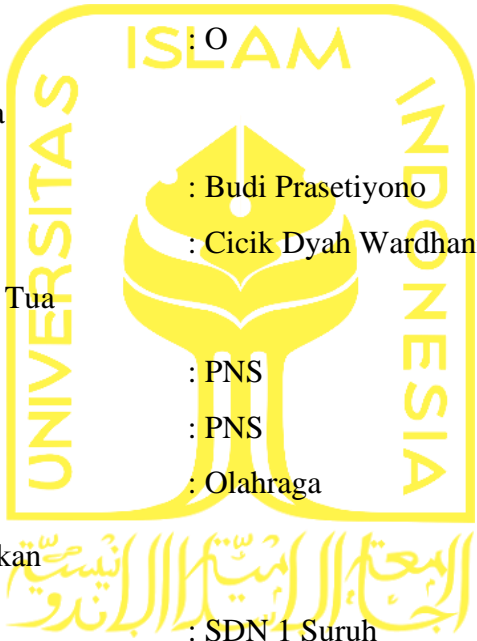 : O
a
: Budi Prasetiyono
: Cicik Dyah Wardhan
Tua
: PNS
: PNS
: Olahraga
kan
: SDN 1 Suruh
ISLAM
UNIVERSITAS
INDONESIA